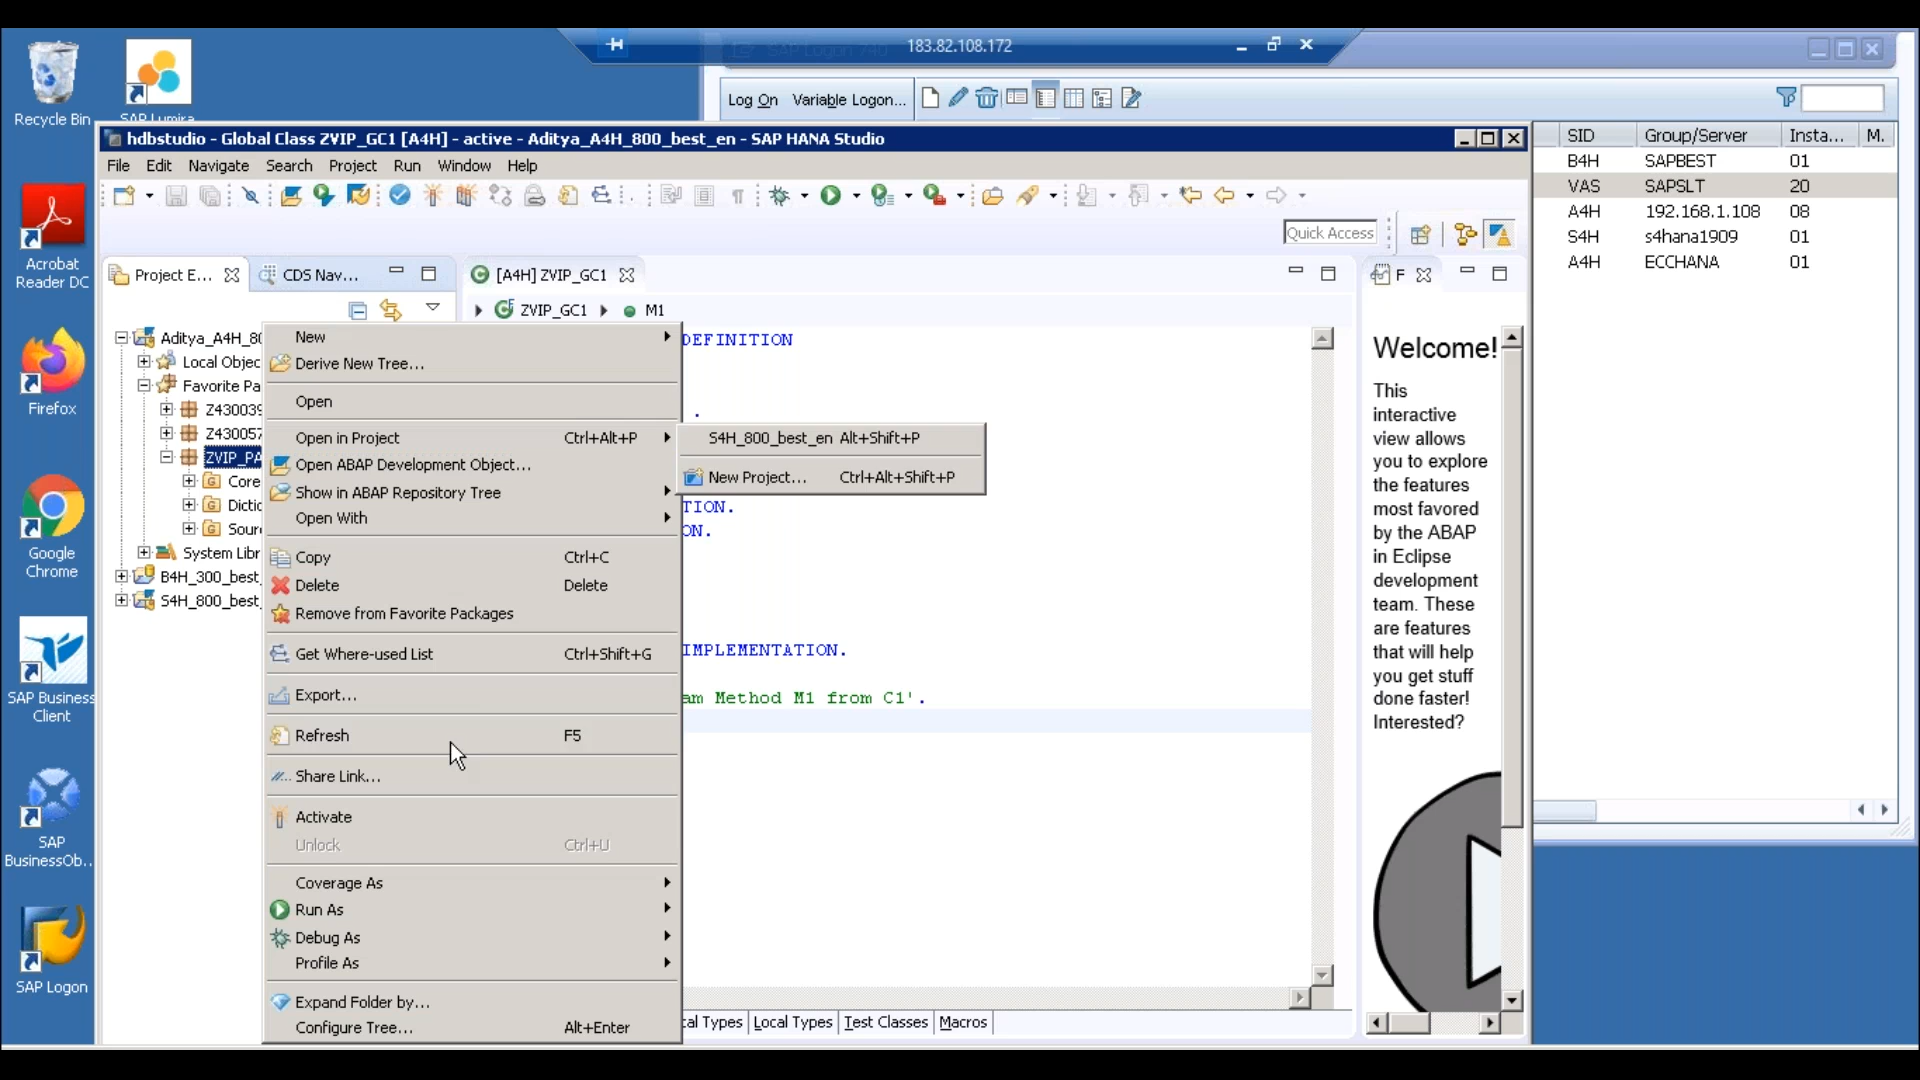 183.82.108.172
Recycle Bin
SAP Lumira
Log On Variable Logon...
SID Group/Server Insta... M.
B4H SAPBEST 01
VAS SAPSLT 20
A4H 192.168.1.108 08
S4H s4hana1909 01
A4H ECCHANA 01
hdbstudio - Global Class ZVIP_GC1 [A4H] - active - Aditya_A4H_800_best_en - SAP HANA Studio
File Edit Navigate Search Project Run Window Help
Quick Access
Project E... CDS Nav... [A4H] ZVIP_GC1 F
ZVIP_GC1 M1
Acrobat
Reader DC
Firefox
Google
Chrome
SAP Business
Client
SAP
BusinessOb..
SAP Logon
Aditya_A4H_80
Local Objec
Favorite Pa
Z430039
Z430057
ZVIP_PA
Core
Dictio
Sour
System Libr
B4H_300_best_
S4H_800_best_
New
Derive New Tree...
Open
Open in Project Ctrl+Alt+P
Open ABAP Development Object...
Show in ABAP Repository Tree
Open With
Copy Ctrl+C
Delete Delete
Remove from Favorite Packages
Get Where-used List Ctrl+Shift+G
Export...
Refresh F5
Share Link...
Activate
Unlock Ctrl+U
Coverage As
Run As
Debug As
Profile As
Expand Folder by...
Configure Tree... Alt+Enter
S4H_800_best_en Alt+Shift+P
New Project... Ctrl+Alt+Shift+P
DEFINITION
.
TION.
ON.
IMPLEMENTATION.
am Method M1 from C1'.
cal Types Local Types Test Classes Macros
Welcome!
This
interactive
view allows
you to explore
the features
most favored
by the ABAP
in Eclipse
development
team. These
are features
that will help
you get stuff
done faster!
Interested?